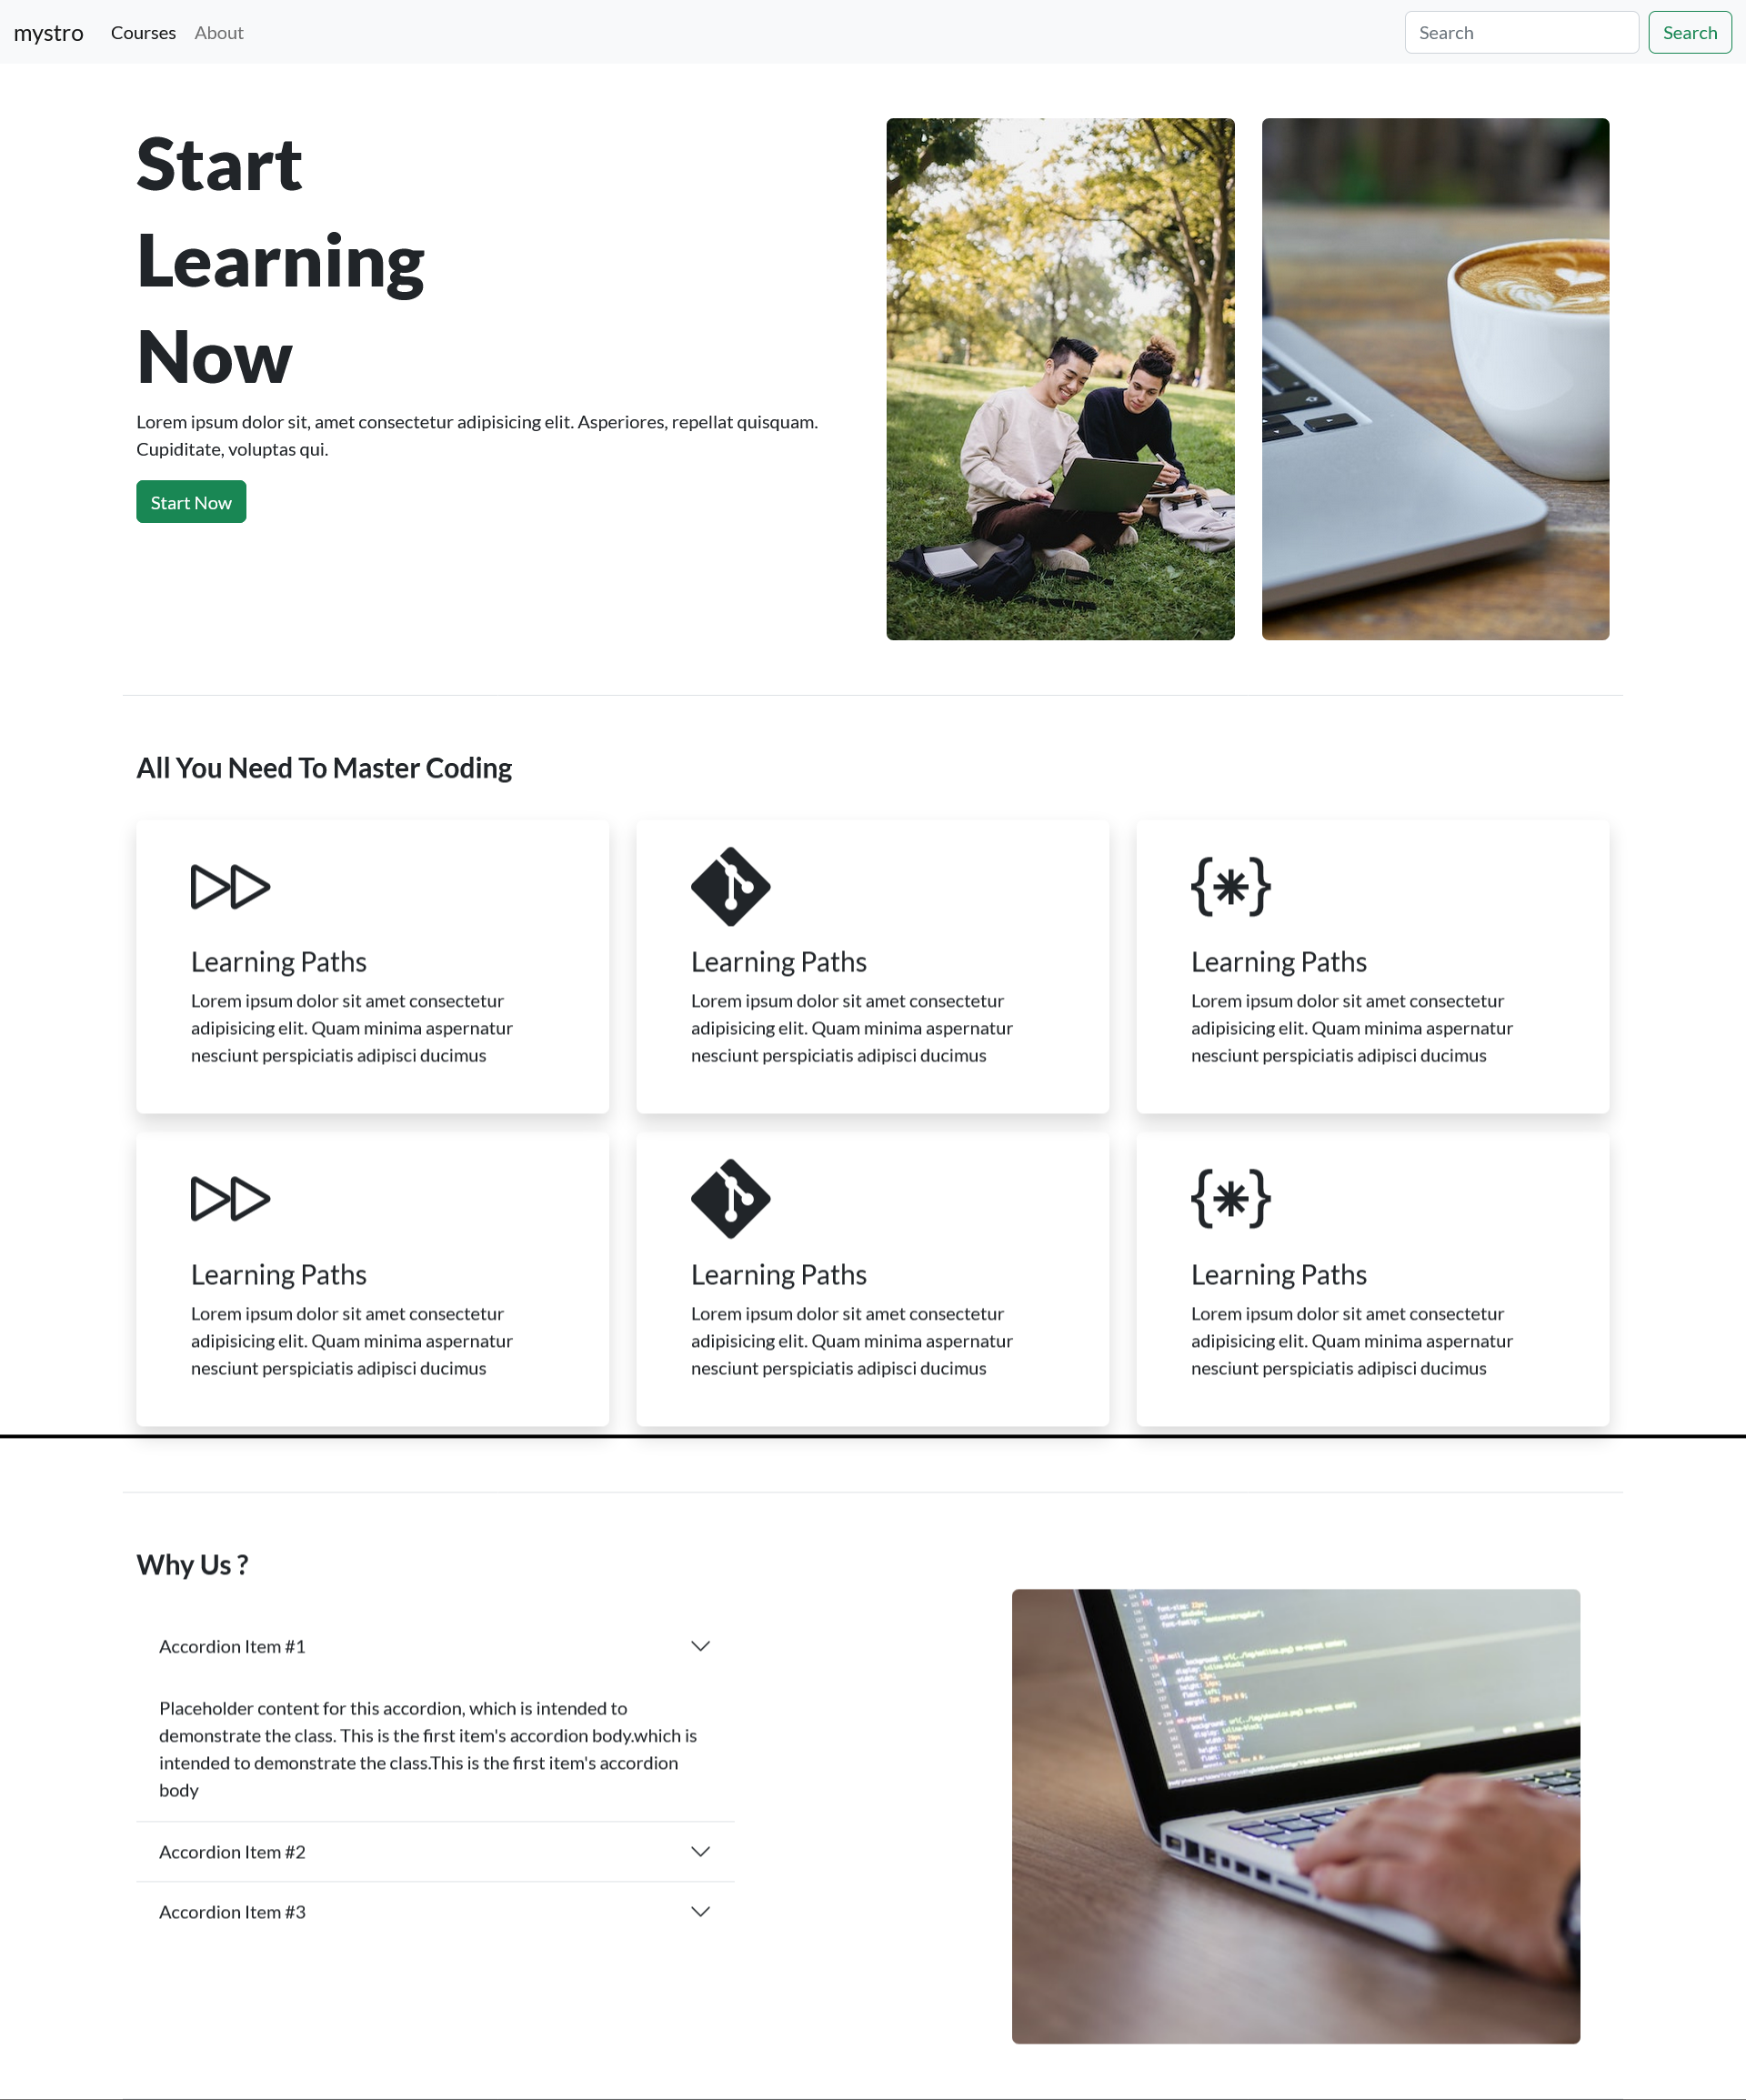 mystro Courses About Search Search
Start
Learning
Now
Lorem ipsum dolor sit, amet consectetur adipisicing elit. Asperiores, repellat quisquam.
Cupiditate, voluptas qui.
Start Now
All You Need To Master Coding
Learning Paths
Lorem ipsum dolor sit amet consectetur
adipisicing elit. Quam minima aspernatur
nesciunt perspiciatis adipisci ducimus
Learning Paths
Lorem ipsum dolor sit amet consectetur
adipisicing elit. Quam minima aspernatur
nesciunt perspiciatis adipisci ducimus
Learning Paths
Lorem ipsum dolor sit amet consectetur
adipisicing elit. Quam minima aspernatur
nesciunt perspiciatis adipisci ducimus
Learning Paths
Lorem ipsum dolor sit amet consectetur
adipisicing elit. Quam minima aspernatur
nesciunt perspiciatis adipisci ducimus
Learning Paths
Lorem ipsum dolor sit amet consectetur
adipisicing elit. Quam minima aspernatur
nesciunt perspiciatis adipisci ducimus
Learning Paths
Lorem ipsum dolor sit amet consectetur
adipisicing elit. Quam minima aspernatur
nesciunt perspiciatis adipisci ducimus
Why Us ?
Accordion Item #1
Placeholder content for this accordion, which is intended to
demonstrate the class. This is the first item's accordion body.which is
intended to demonstrate the class.This is the first item's accordion
body
Accordion Item #2
Accordion Item #3